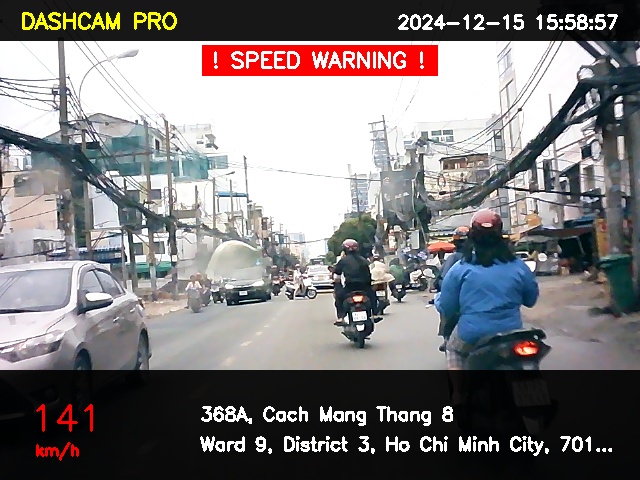 DASHCAM PRO
2024-12-15 15:58:57
! SPEED WARNING !
141
km/h
368A, Cach Mang Thang 8
Ward 9, District 3, Ho Chi Minh City, 701...